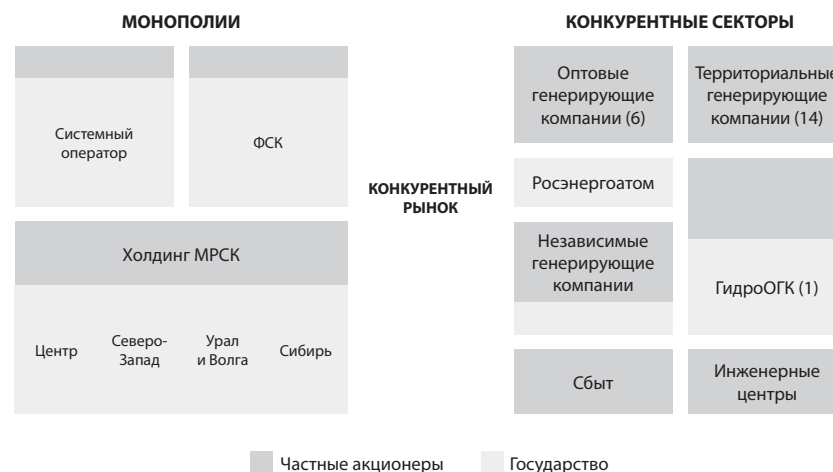 МОНОПОЛИИ
Системный
оператор
ФСК
Холдинг МРСК
Центр
Северо-
Запад
Урал
и Волга
Сибирь
КОНКУРЕНТНЫЙ
РЫНОК
КОНКУРЕНТНЫЕ СЕКТОРЫ
Оптовые
генерирующие
компании (6)
Территориальные
генерирующие
компании (14)
Росэнергоатом
Независимые
генерирующие
компании
ГидроОГК (1)
Сбыт
Инженерные
центры
Частные акционеры
Государство